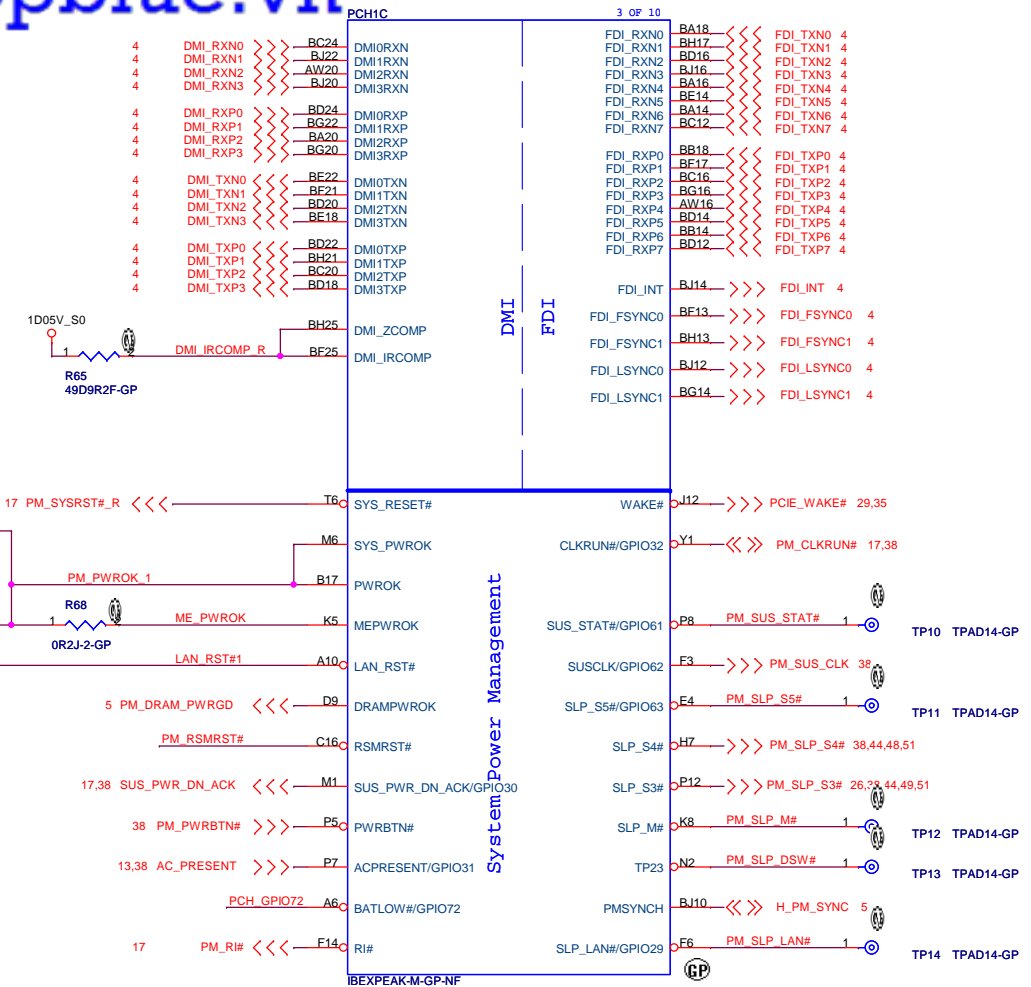 ppblue.vn
PCH1C
3 OF 10
4 DMI_RXN0 BC24 DMI0RXN
4 DMI_RXN1 BJ22 DMI1RXN
4 DMI_RXN2 AW20 DMI2RXN
4 DMI_RXN3 BJ20 DMI3RXN
4 DMI_RXP0 BD24 DMI0RXP
4 DMI_RXP1 BG22 DMI1RXP
4 DMI_RXP2 BA20 DMI2RXP
4 DMI_RXP3 BG20 DMI3RXP
4 DMI_TXN0 BE22 DMI0TXN
4 DMI_TXN1 BF21 DMI1TXN
4 DMI_TXN2 BD20 DMI2TXN
4 DMI_TXN3 BE18 DMI3TXN
4 DMI_TXP0 BD22 DMI0TXP
4 DMI_TXP1 BH21 DMI1TXP
4 DMI_TXP2 BC20 DMI2TXP
4 DMI_TXP3 BD18 DMI3TXP
1D05V_S0
BH25 DMI_ZCOMP
1 2 DMI_IRCOMP_R BF25 DMI_IRCOMP
R65
49D9R2F-GP
DMI
FDI
FDI_RXN0 BA18 FDI_TXN0 4
FDI_RXN1 BH17 FDI_TXN1 4
FDI_RXN2 BD16 FDI_TXN2 4
FDI_RXN3 BJ16 FDI_TXN3 4
FDI_RXN4 BA16 FDI_TXN4 4
FDI_RXN5 BE14 FDI_TXN5 4
FDI_RXN6 BA14 FDI_TXN6 4
FDI_RXN7 BC12 FDI_TXN7 4
FDI_RXP0 BB18 FDI_TXP0 4
FDI_RXP1 BF17 FDI_TXP1 4
FDI_RXP2 BC16 FDI_TXP2 4
FDI_RXP3 BG16 FDI_TXP3 4
FDI_RXP4 AW16 FDI_TXP4 4
FDI_RXP5 BD14 FDI_TXP5 4
FDI_RXP6 BB14 FDI_TXP6 4
FDI_RXP7 BD12 FDI_TXP7 4
FDI_INT BJ14 FDI_INT 4
FDI_FSYNC0 BF13 FDI_FSYNC0 4
FDI_FSYNC1 BH13 FDI_FSYNC1 4
FDI_LSYNC0 BJ12 FDI_LSYNC0 4
FDI_LSYNC1 BG14 FDI_LSYNC1 4
17 PM_SYSRST#_R T6 SYS_RESET#
M6 SYS_PWROK
PM_PWROK_1 B17 PWROK
R68
1 2 ME_PWROK K5 MEPWROK
0R2J-2-GP
LAN_RST#1 A10 LAN_RST#
5 PM_DRAM_PWRGD D9 DRAMPWROK
PM_RSMRST# C16 RSMRST#
17,38 SUS_PWR_DN_ACK M1 SUS_PWR_DN_ACK/GPIO30
38 PM_PWRBTN# P5 PWRBTN#
13,38 AC_PRESENT P7 ACPRESENT/GPIO31
PCH_GPIO72 A6 BATLOW#/GPIO72
17 PM_RI# F14 RI#
System Power Management
WAKE# J12 PCIE_WAKE# 29,35
CLKRUN#/GPIO32 Y1 PM_CLKRUN# 17,38
SUS_STAT#/GPIO61 P8 PM_SUS_STAT# 1 TP10 TPAD14-GP
SUSCLK/GPIO62 F3 PM_SUS_CLK 38
SLP_S5#/GPIO63 E4 PM_SLP_S5# 1 TP11 TPAD14-GP
SLP_S4# H7 PM_SLP_S4# 38,44,48,51
SLP_S3# P12 PM_SLP_S3# 26,38,44,49,51
SLP_M# K8 PM_SLP_M# 1 TP12 TPAD14-GP
TP23 N2 PM_SLP_DSW# 1 TP13 TPAD14-GP
PMSYNCH BJ10 H_PM_SYNC 5
SLP_LAN#/GPIO29 F6 PM_SLP_LAN# 1 TP14 TPAD14-GP
IBEXPEAK-M-GP-NF
GP